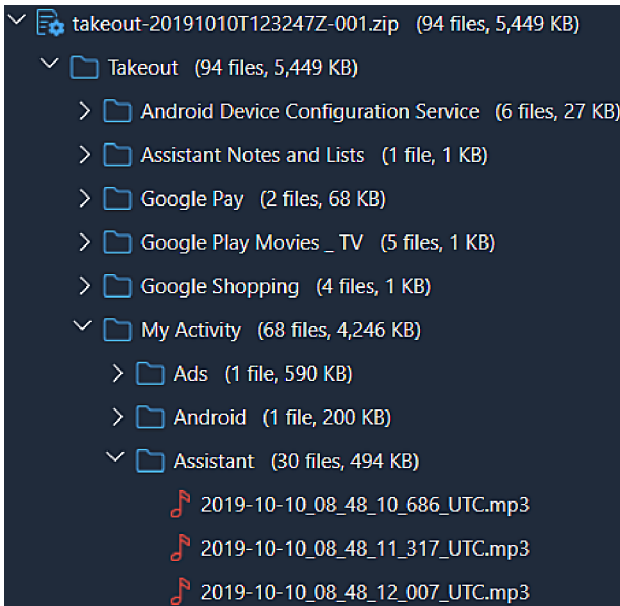 takeout-20191010T123247Z-001.zip (94 files, 5,449 KB)
Takeout (94 files, 5,449 KB)
Android Device Configuration Service (6 files, 27 KB)
Assistant Notes and Lists (1 file, 1 KB)
Google Pay (2 files, 68 KB)
Google Play Movies _ TV (5 files, 1 KB)
Google Shopping (4 files, 1 KB)
My Activity (68 files, 4,246 KB)
Ads (1 file, 590 KB)
Android (1 file, 200 KB)
Assistant (30 files, 494 KB)
2019-10-10_08_48_10_686_UTC.mp3
2019-10-10_08_48_11_317_UTC.mp3
2019-10-10_08_48_12_007_UTC.mp3